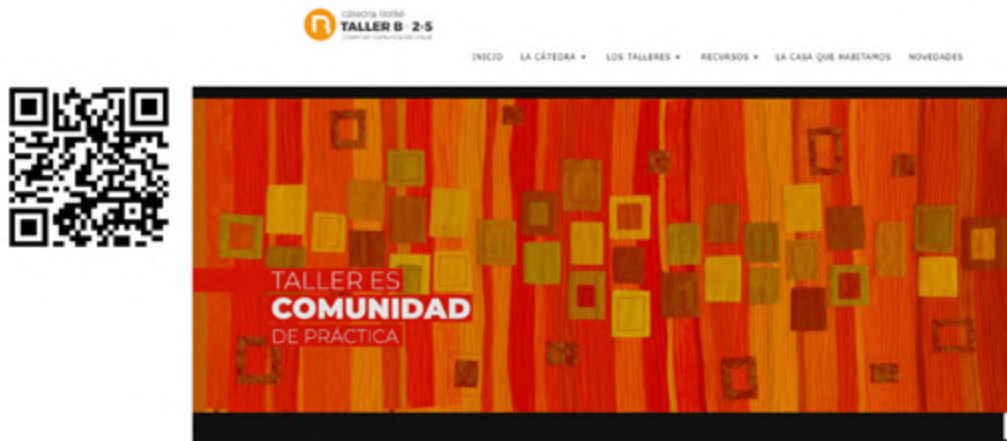 TALLER B · 2-5
INICIO LA CÁTEDRA LOS TALLERES RECURSOS LA CASA QUE HABITAMOS NOVEDADES
TALLER ES
COMUNIDAD
DE PRÁCTICA